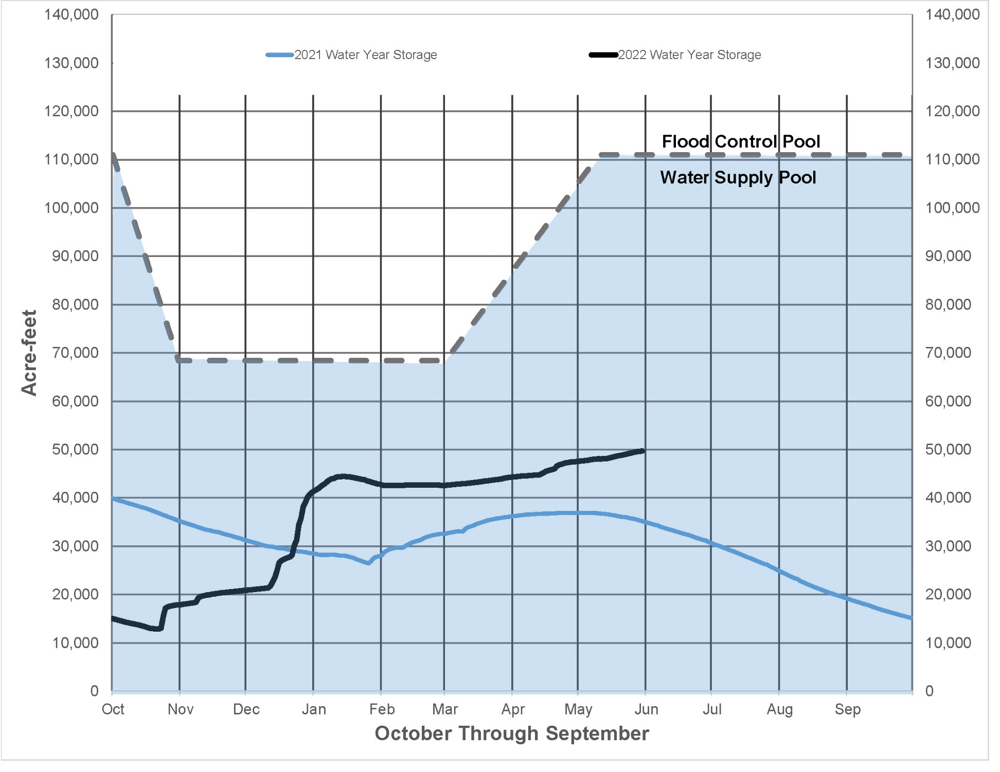 140,000 140,000
2021 Water Year Storage 2022 Water Year Storage
130,000 130,000
120,000 120,000
Flood Control Pool
110,000 110,000
Water Supply Pool
100,000 100,000
90,000 90,000
80,000 80,000
Acre-feet
70,000 70,000
60,000 60,000
50,000 50,000
40,000 40,000
30,000 30,000
20,000 20,000
10,000 10,000
0 0
Oct Nov Dec Jan Feb Mar Apr May Jun Jul Aug Sep
October Through September